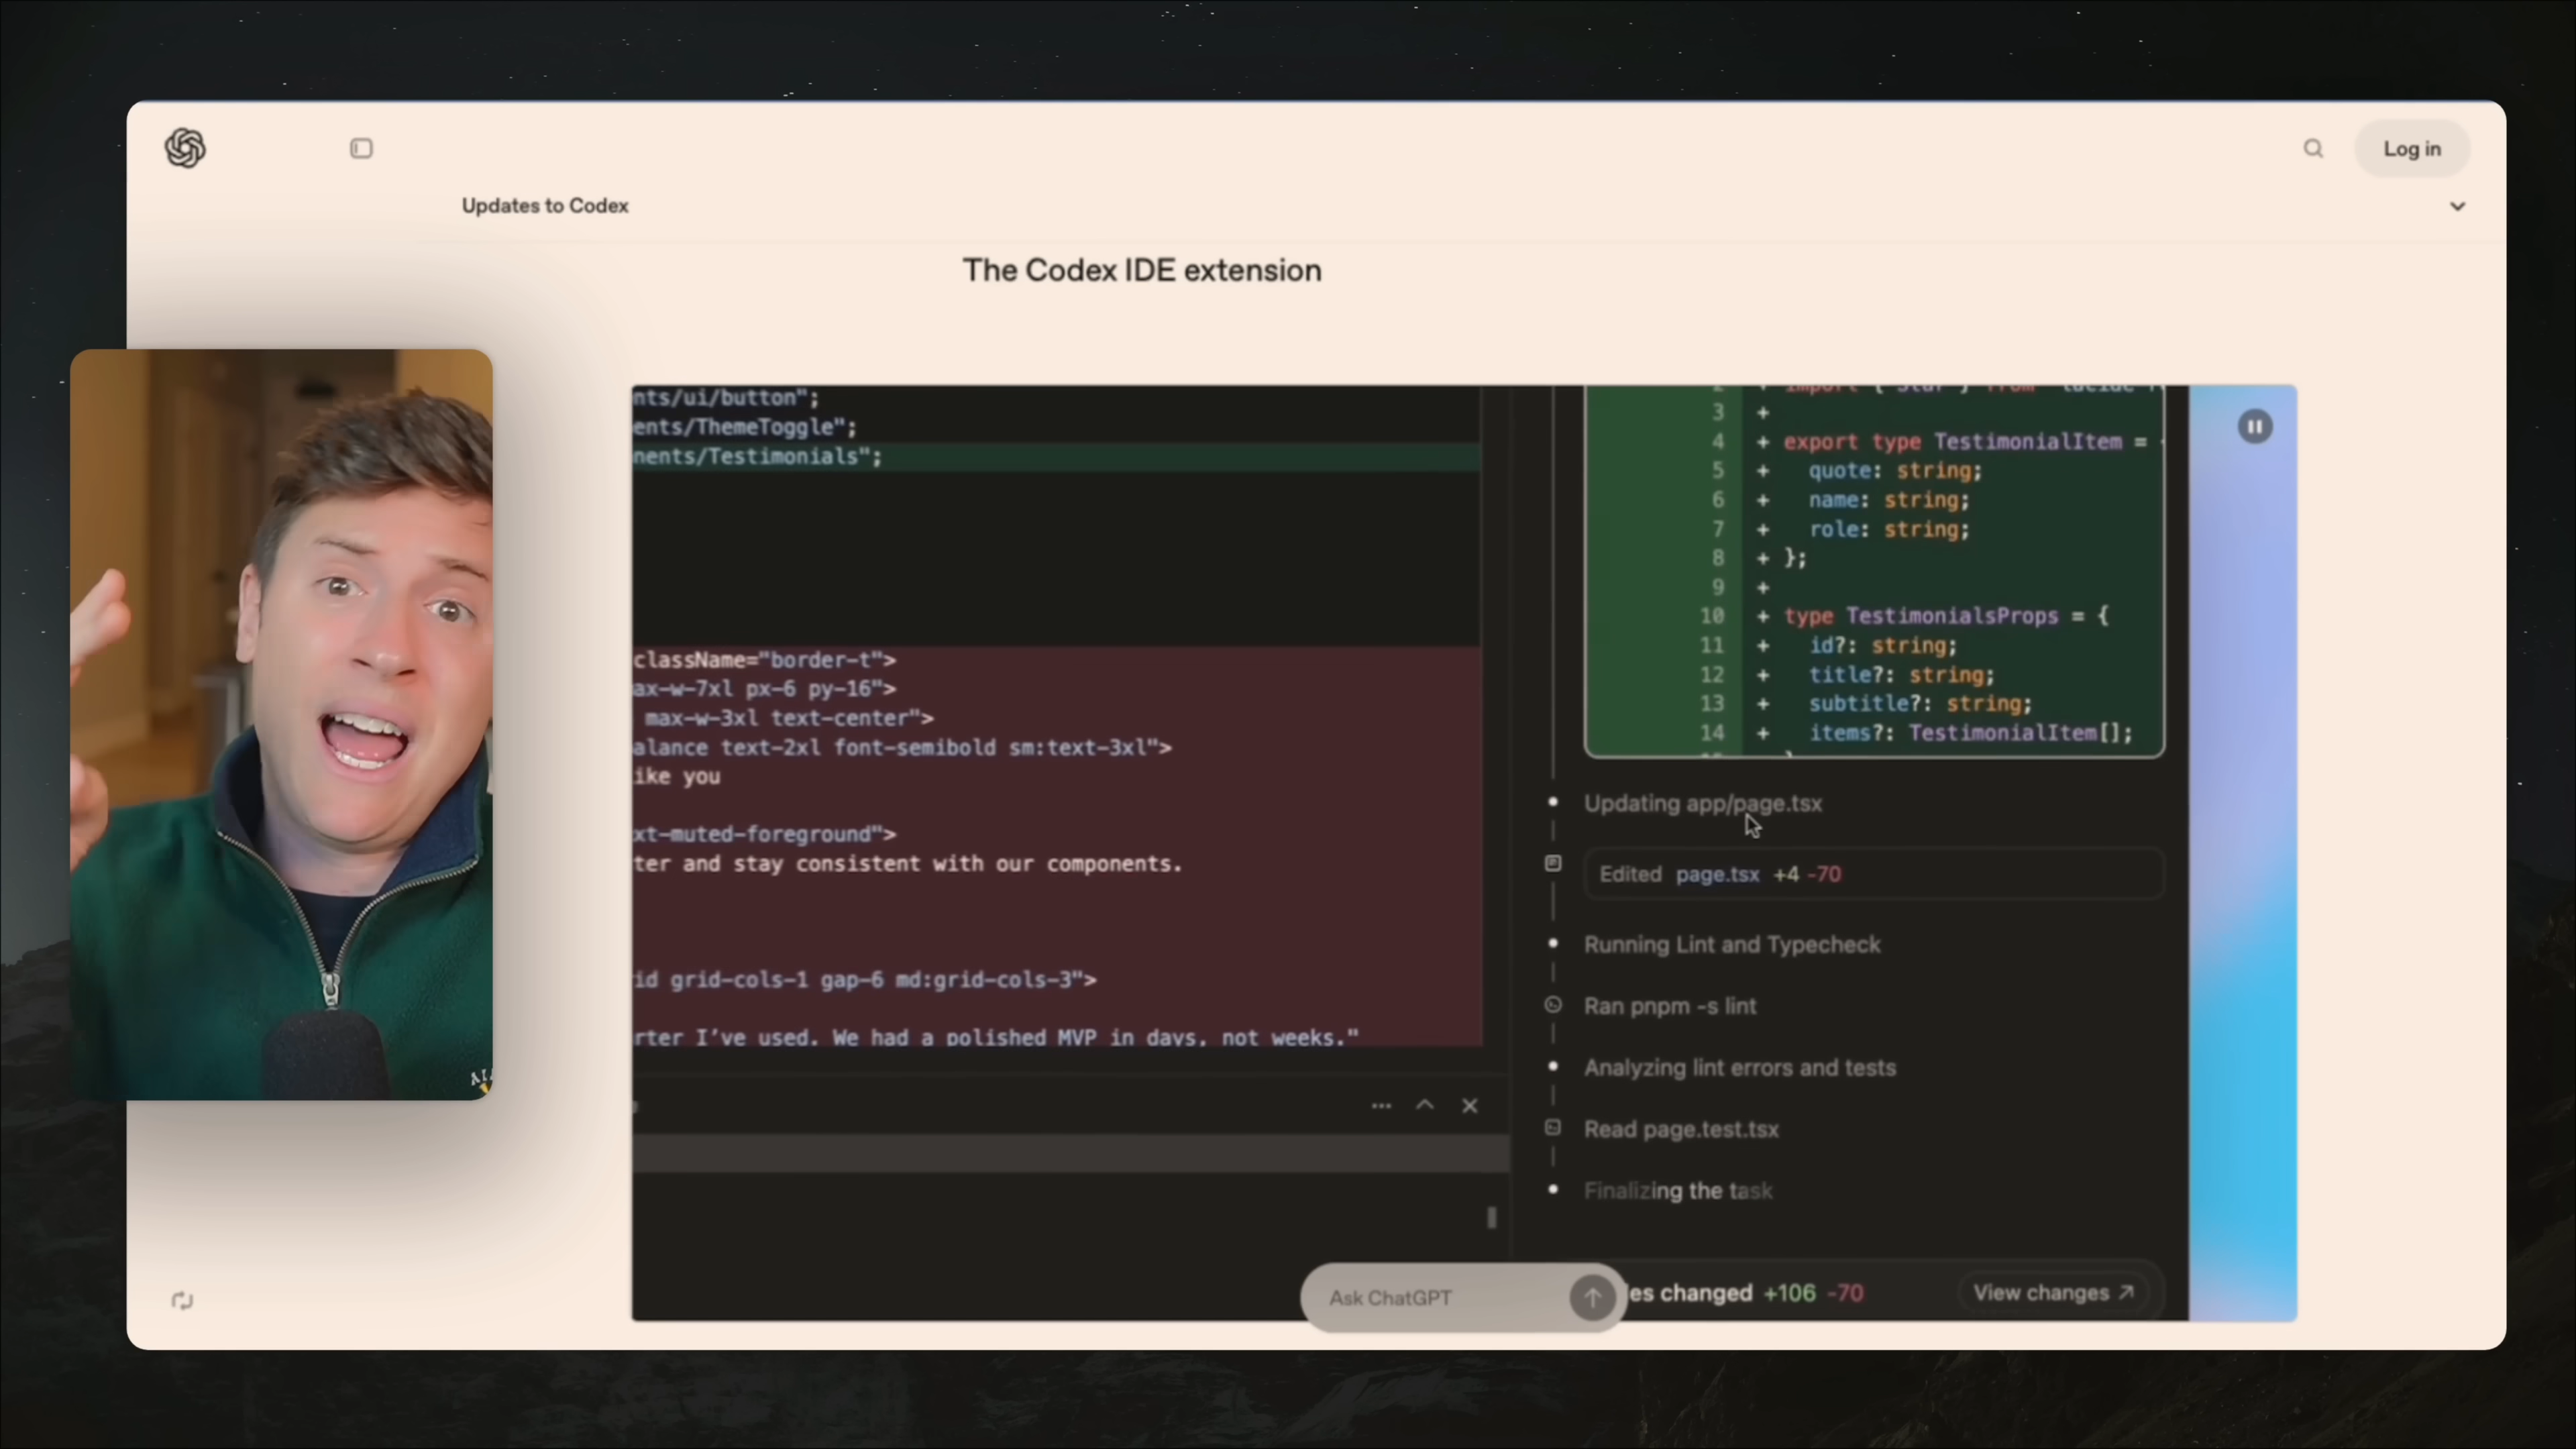 Log in
Updates to Codex
The Codex IDE extension
nts/ui/button";
ents/ThemeToggle";
nents/Testimonials";
className="border-t">
ax-w-7xl px-6 py-16">
max-w-3xl text-center">
alance text-2xl font-semibold sm:text-3xl">
ike you
xt-muted-foreground">
ter and stay consistent with our components.
id grid-cols-1 gap-6 md:grid-cols-3">
rter I’ve used. We had a polished MVP in days, not weeks."
3 +
4 + export type TestimonialItem =
5 + quote: string;
6 + name: string;
7 + role: string;
8 + };
9 +
10 + type TestimonialsProps = {
11 + id?: string;
12 + title?: string;
13 + subtitle?: string;
14 + items?: TestimonialItem[];
Updating app/page.tsx
Edited page.tsx +4 -70
Running Lint and Typecheck
Ran pnpm -s lint
Analyzing lint errors and tests
Read page.test.tsx
Finalizing the task
es changed +106 -70
View changes
Ask ChatGPT